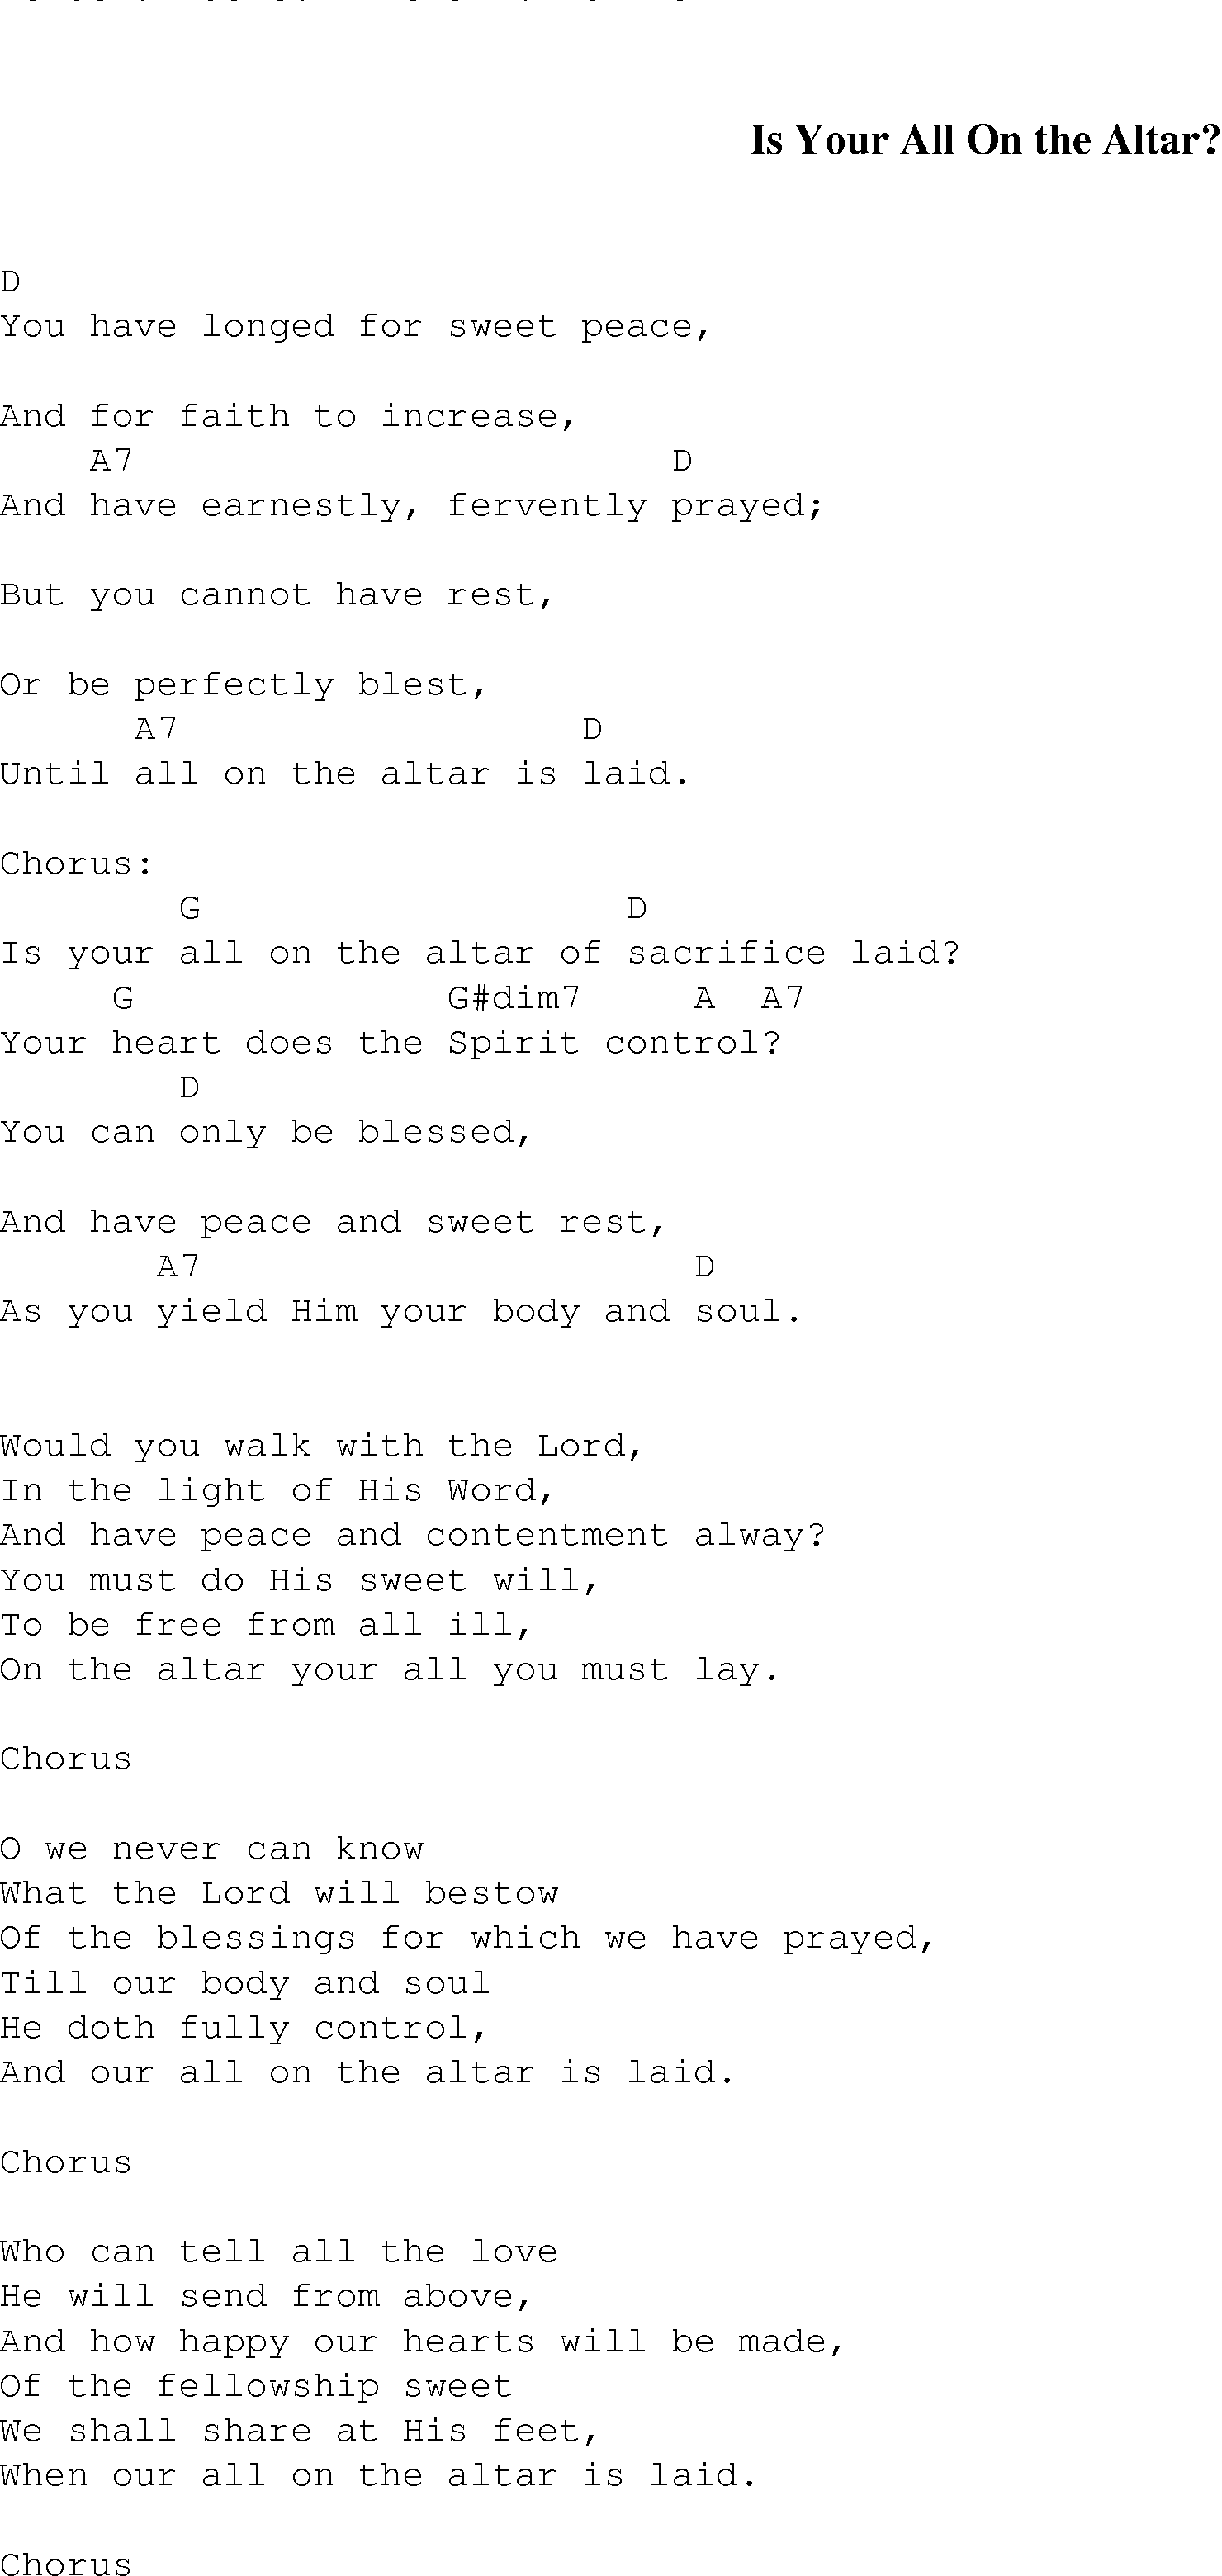 Is Your All On the Altar?
D
You have longed for sweet peace,
And for faith to increase,
    A7                        D
And have earnestly, fervently prayed;
But you cannot have rest,
Or be perfectly blest,
      A7                  D
Until all on the altar is laid.
Chorus:
        G                   D
Is your all on the altar of sacrifice laid?
     G              G#dim7     A  A7
Your heart does the Spirit control?
        D
You can only be blessed,
And have peace and sweet rest,
       A7                      D
As you yield Him your body and soul.
Would you walk with the Lord,
In the light of His Word,
And have peace and contentment alway?
You must do His sweet will,
To be free from all ill,
On the altar your all you must lay.
Chorus
O we never can know
What the Lord will bestow
Of the blessings for which we have prayed,
Till our body and soul
He doth fully control,
And our all on the altar is laid.
Chorus
Who can tell all the love
He will send from above,
And how happy our hearts will be made,
Of the fellowship sweet
We shall share at His feet,
When our all on the altar is laid.
Chorus